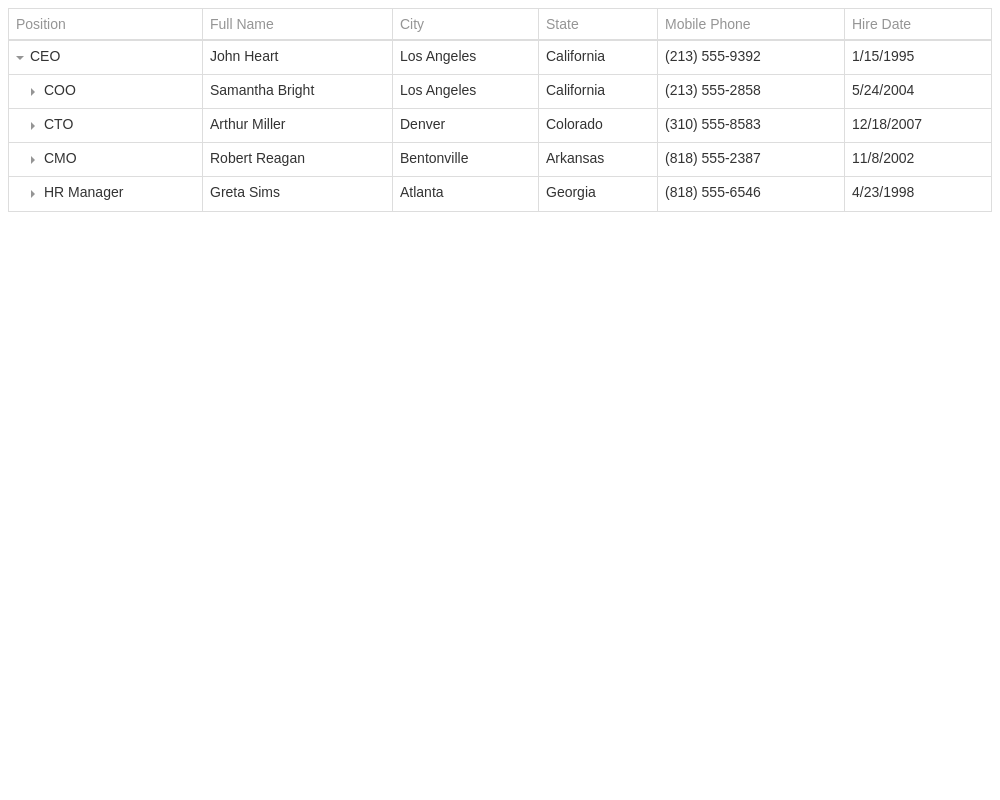 Position Full Name City State Mobile Phone Hire Date
CEO John Heart Los Angeles California (213) 555-9392 1/15/1995
COO Samantha Bright Los Angeles California (213) 555-2858 5/24/2004
CTO Arthur Miller Denver Colorado (310) 555-8583 12/18/2007
CMO Robert Reagan Bentonville Arkansas (818) 555-2387 11/8/2002
HR Manager Greta Sims Atlanta Georgia (818) 555-6546 4/23/1998